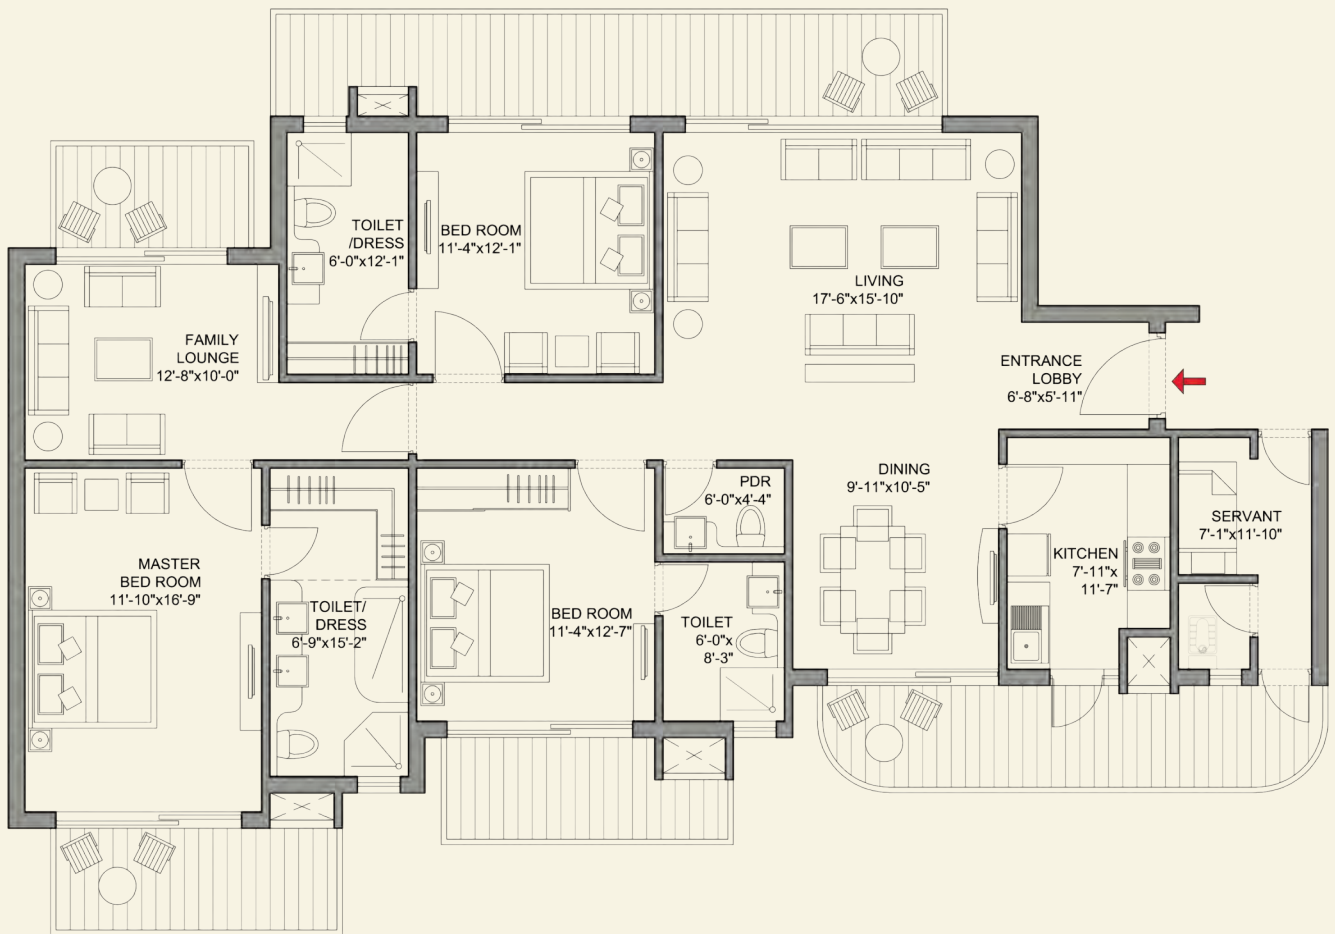 TOILET
/DRESS
6'-0"x12'-1"
BED ROOM
11'-4"x12'-1"
LIVING
17'-6"x15'-10"
FAMILY
LOUNGE
12'-8"x10'-0"
ENTRANCE
LOBBY
6'-8"x5'-11"
DINING
9'-11"x10'-5"
PDR
6'-0"x4'-4"
SERVANT
7'-1"x11'-10"
KITCHEN
7'-11"x
11'-7"
MASTER
BED ROOM
11'-10"x16'-9"
TOILET/
DRESS
6'-9"x15'-2"
BED ROOM
11'-4"x12'-7"
TOILET
6'-0"x
8'-3"